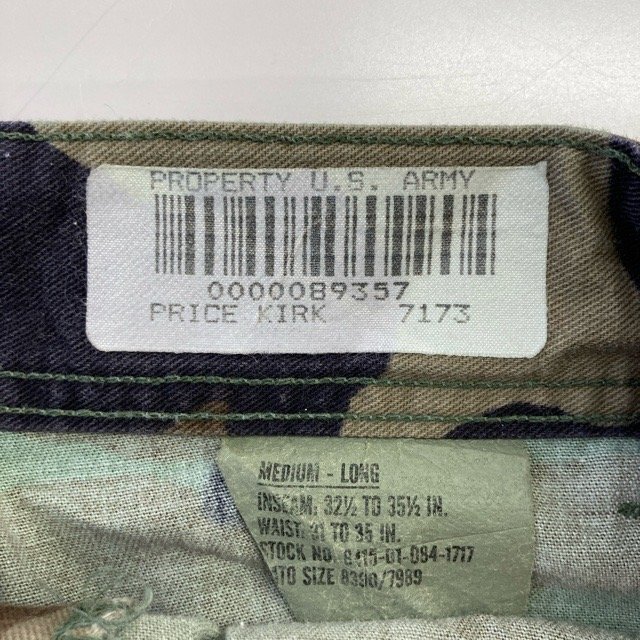 PROPERTY U.S. ARMY
0000089357
PRICE KIRK 7173
MEDIUM - LONG
INSEAM: 32½ TO 35½ IN.
WAIST: 31 TO 35 IN.
STOCK NO. 8415-01-084-1717
NATO SIZE 8390/7989